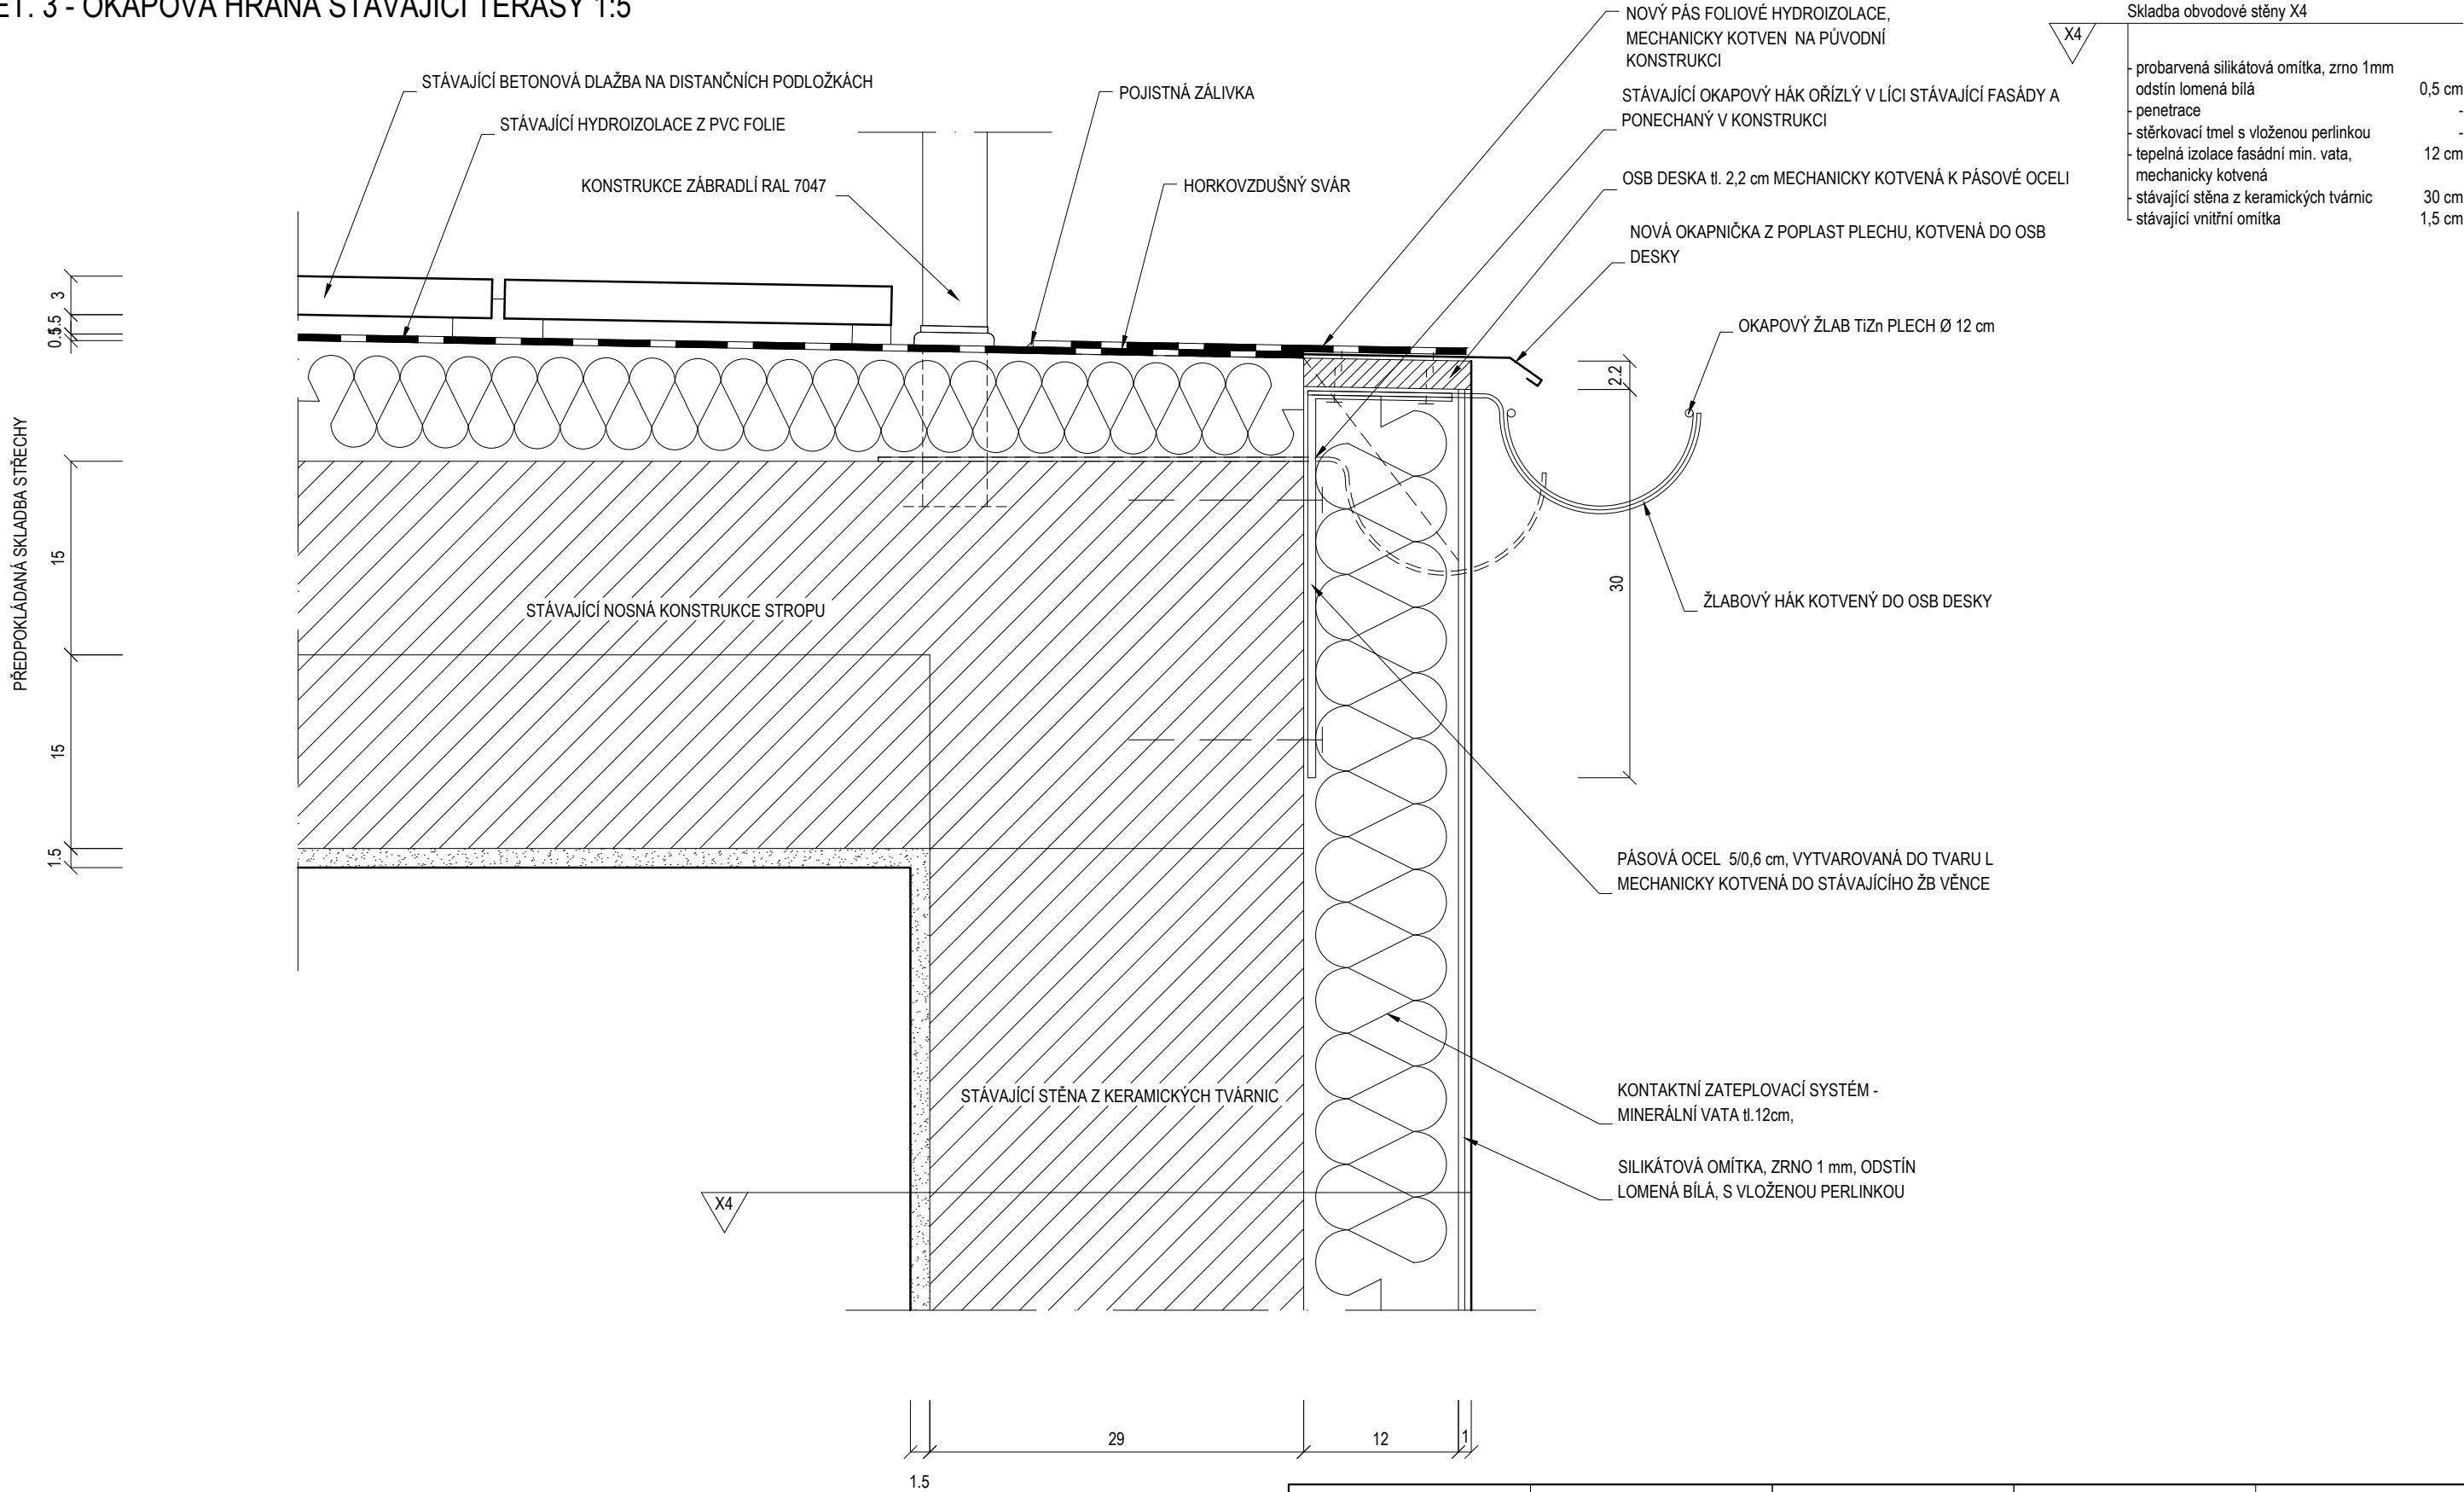 ET. 3 - OKAPOVÁ HRANA STÁVAJÍCÍ TERASY 1:5
STÁVAJÍCÍ BETONOVÁ DLAŽBA NA DISTANČNÍCH PODLOŽKÁCH
STÁVAJÍCÍ HYDROIZOLACE Z PVC FOLIE
KONSTRUKCE ZÁBRADLÍ RAL 7047
POJISTNÁ ZÁLIVKA
HORKOVZDUŠNÝ SVÁR
NOVÝ PÁS FOLIOVÉ HYDROIZOLACE,
MECHANICKY KOTVEN NA PŮVODNÍ
KONSTRUKCI
STÁVAJÍCÍ OKAPOVÝ HÁK OŘÍZLÝ V LÍCI STÁVAJÍCÍ FASÁDY A
PONECHANÝ V KONSTRUKCI
OSB DESKA tl. 2,2 cm MECHANICKY KOTVENÁ K PÁSOVÉ OCELI
NOVÁ OKAPNIČKA Z POPLAST PLECHU, KOTVENÁ DO OSB
DESKY
OKAPOVÝ ŽLAB TiZn PLECH Ø 12 cm
ŽLABOVÝ HÁK KOTVENÝ DO OSB DESKY
PÁSOVÁ OCEL 5/0,6 cm, VYTVAROVANÁ DO TVARU L
MECHANICKY KOTVENÁ DO STÁVAJÍCÍHO ŽB VĚNCE
KONTAKTNÍ ZATEPLOVACÍ SYSTÉM -
MINERÁLNÍ VATA tl.12cm,
SILIKÁTOVÁ OMÍTKA, ZRNO 1 mm, ODSTÍN
LOMENÁ BÍLÁ, S VLOŽENOU PERLINKOU
X4
Skladba obvodové stěny X4
- probarvená silikátová omítka, zrno 1mm
odstín lomená bílá 0,5 cm
- penetrace -
- stěrkovací tmel s vloženou perlinkou -
- tepelná izolace fasádní min. vata, 12 cm
mechanicky kotvená
- stávající stěna z keramických tvárnic 30 cm
- stávající vnitřní omítka 1,5 cm
PŘEDPOKLÁDANÁ SKLADBA STŘECHY
3
1.5
0.5
15
15
1.5
STÁVAJÍCÍ NOSNÁ KONSTRUKCE STROPU
STÁVAJÍCÍ STĚNA Z KERAMICKÝCH TVÁRNIC
2.2
30
X4
29
12
1
1.5